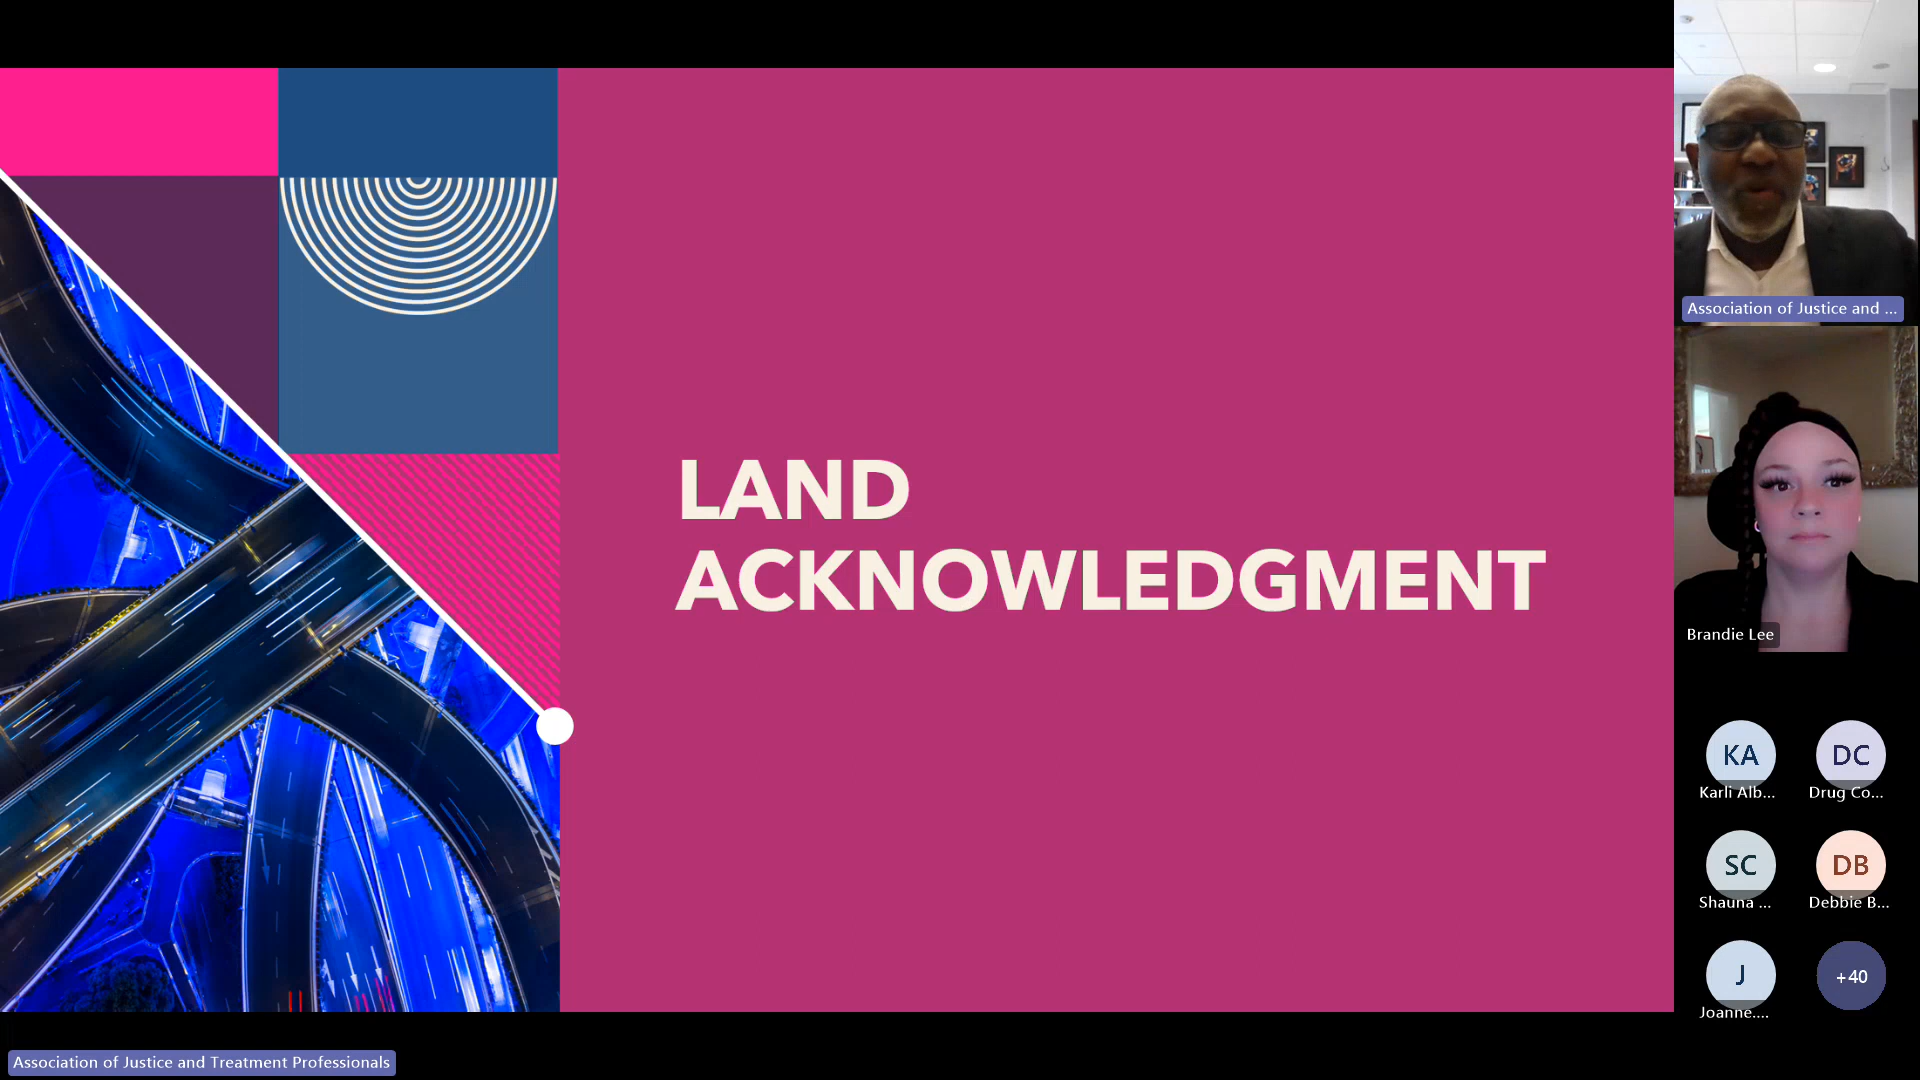 LAND
ACKNOWLEDGMENT
Association of Justice and ...
Brandie Lee
KA
DC
Karli Alb...
Drug Co...
SC
DB
Shauna ...
Debbie B...
J
+40
Joanne....
Association of Justice and Treatment Professionals